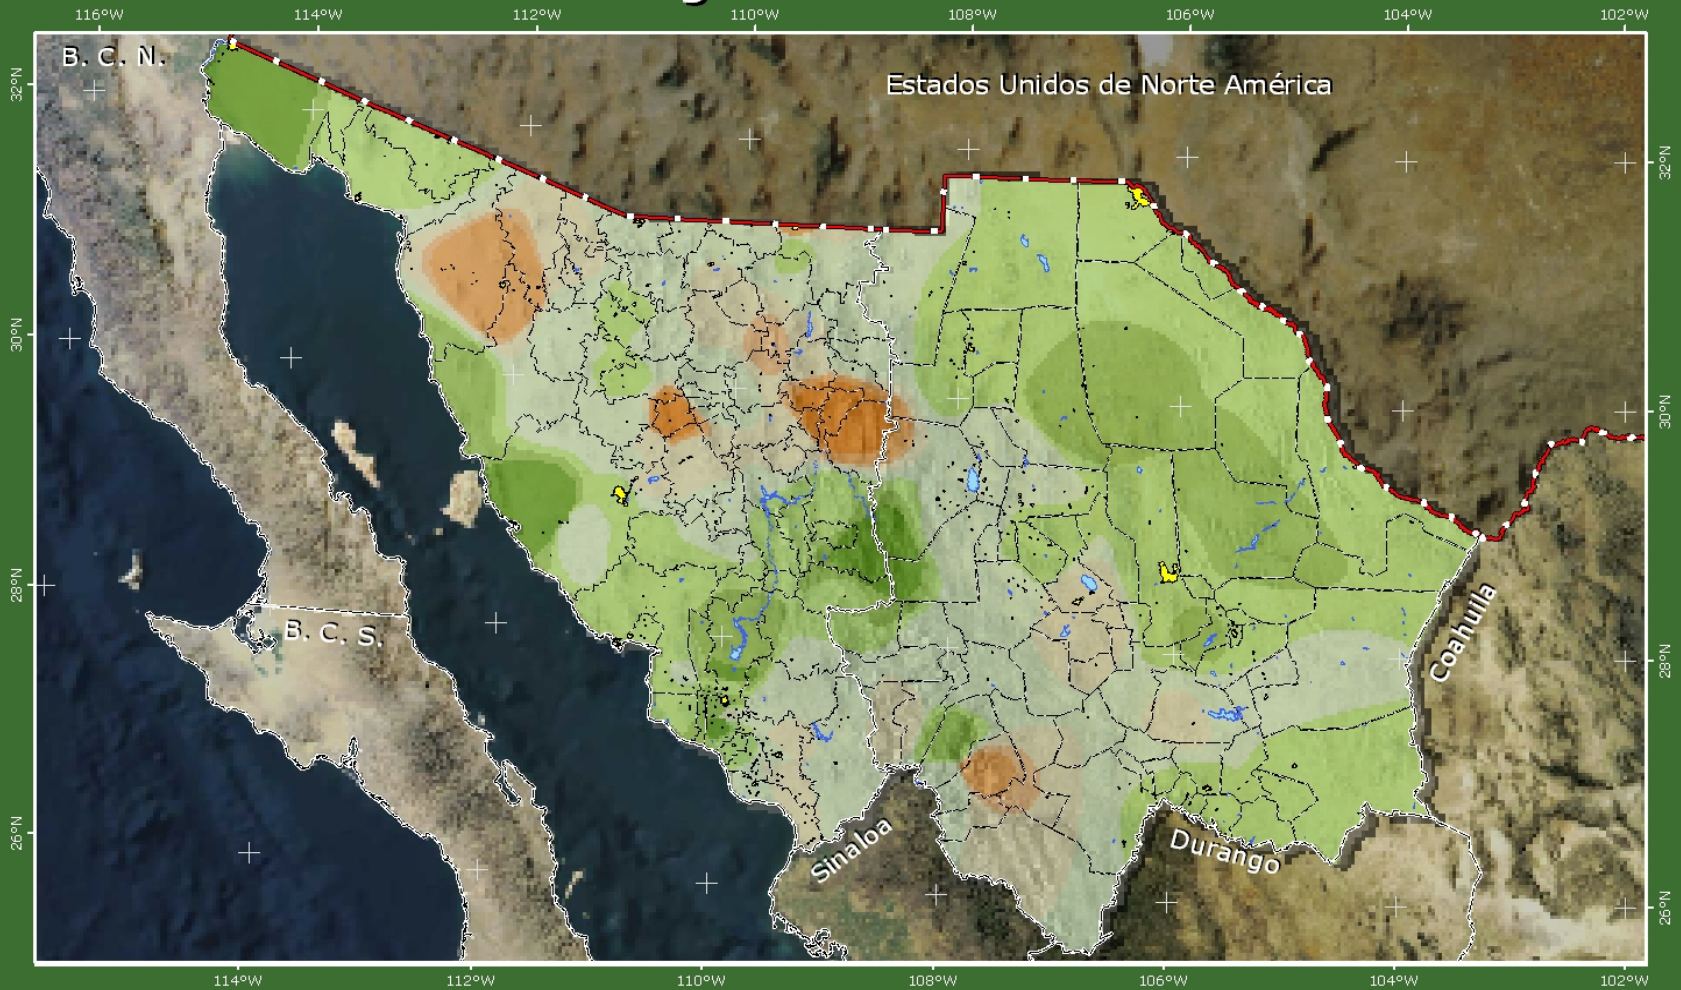 116°W 114°W 112°W 110°W 108°W 106°W 104°W 102°W
B. C. N.
Estados Unidos de Norte América
32°N
32°N
30°N
30°N
28°N
28°N
B. C. S.
Coahuila
26°N
Sinaloa
Durango
26°N
114°W 112°W 110°W 108°W 106°W 104°W 102°W